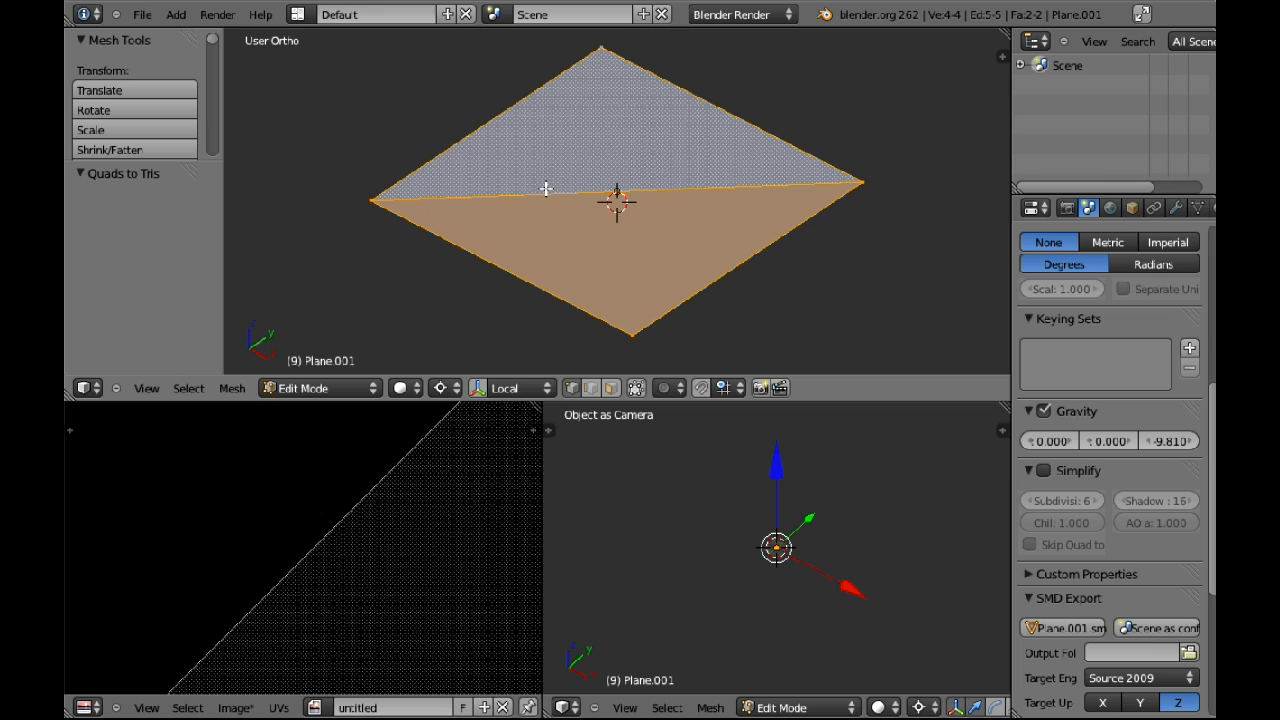 File Add Render Help Default Scene Blender Render blender.org 262 | Ve:4-4 | Ed:5-5 | Fa:2-2 | Plane.001
Mesh Tools
User Ortho
View Search All Scene
Scene
Transform:
Translate
Rotate
Scale
Shrink/Fatten
Quads to Tris
None Metric Imperial
Degrees Radians
Scal: 1.000 Separate Uni
Keying Sets
(9) Plane.001
View Select Mesh Edit Mode Local
Gravity
0.000 0.000 -9.810
Object as Camera
Simplify
Subdivisi: 6 Shadow : 16
Chil: 1.000 AO a: 1.000
Skip Quad to
Custom Properties
SMD Export
Plane.001 sm Scene as conf
Output Fol
Target Eng Source 2009
Target Up X Y Z
(9) Plane.001
View Select Image* UVs untitled F
View Select Mesh Edit Mode